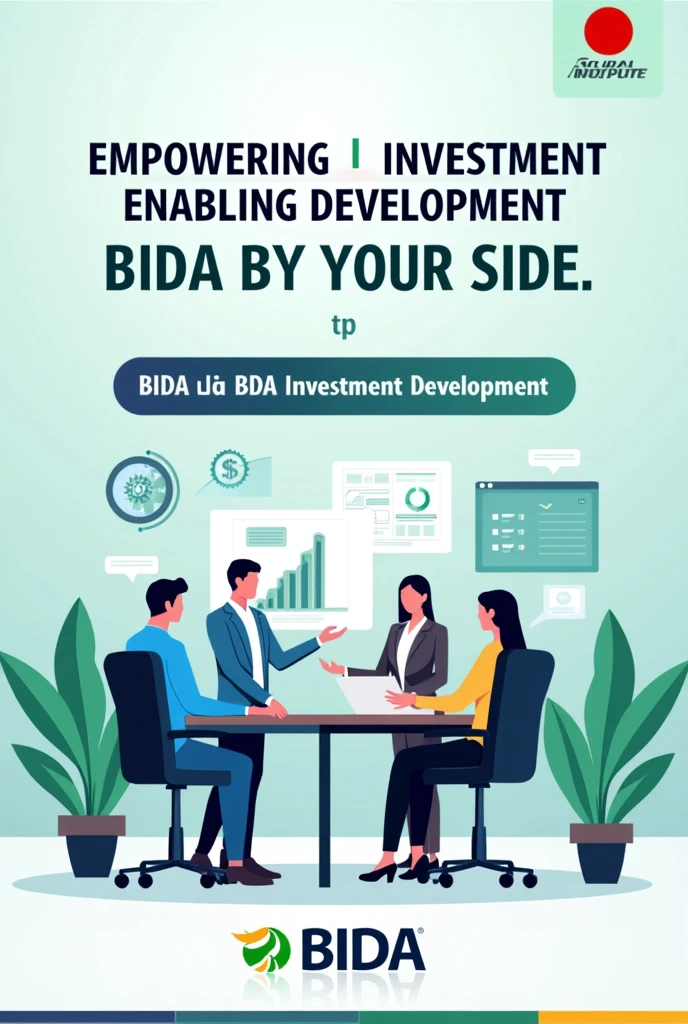 EMPOWERING | INVESTMENT
ENABLING DEVELOPMENT
BIDA BY YOUR SIDE.
tp
BIDA BDA Investment Development
$
BIDA®